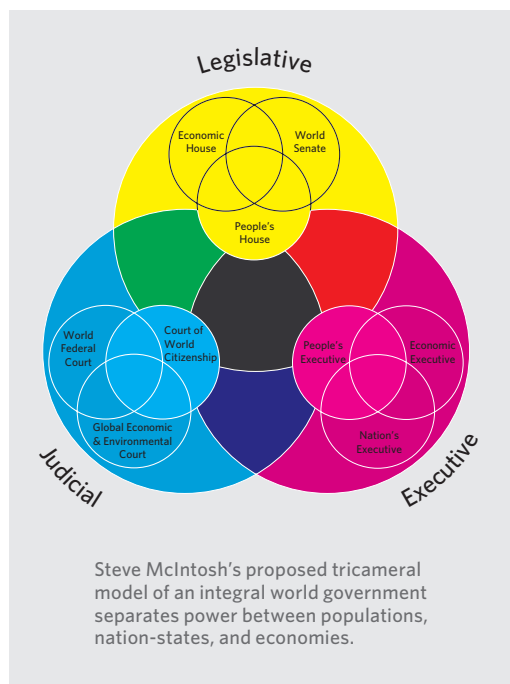 Legislative
Economic
House
World
Senate
People's
House
World
Federal
Court
Court of
World
Citizenship
Global Economic
& Environmental
Court
People's
Executive
Economic
Executive
Nation's
Executive
Judicial
Executive
Steve McIntosh's proposed tricameral
model of an integral world government
separates power between populations,
nation-states, and economies.